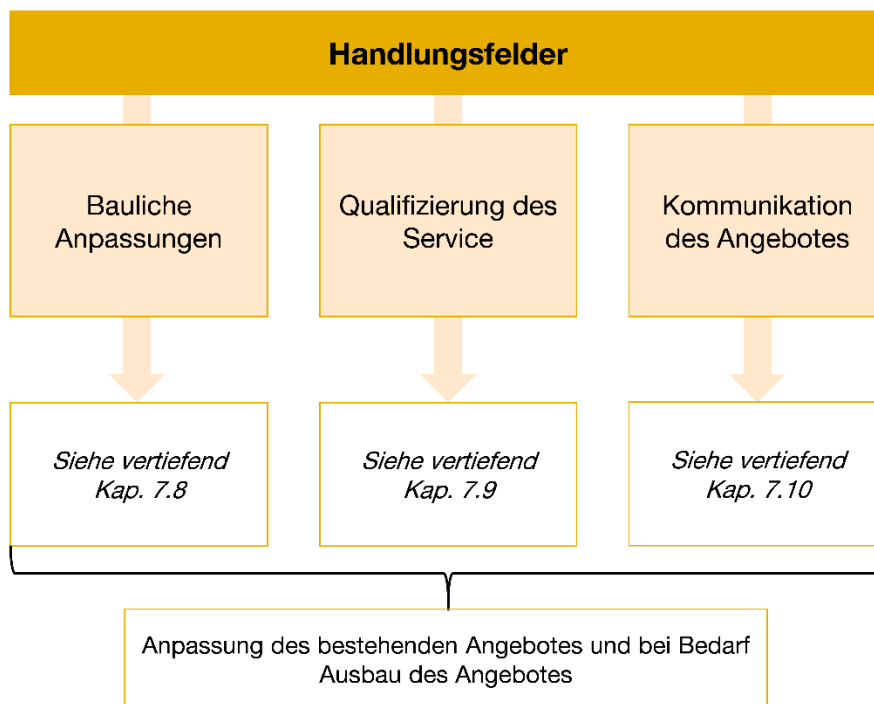 Handlungsfelder
Bauliche
Anpassungen
Qualifizierung des
Service
Kommunikation
des Angebotes
Siehe vertiefend
Kap. 7.8
Siehe vertiefend
Kap. 7.9
Siehe vertiefend
Kap. 7.10
Anpassung des bestehenden Angebotes und bei Bedarf
Ausbau des Angebotes